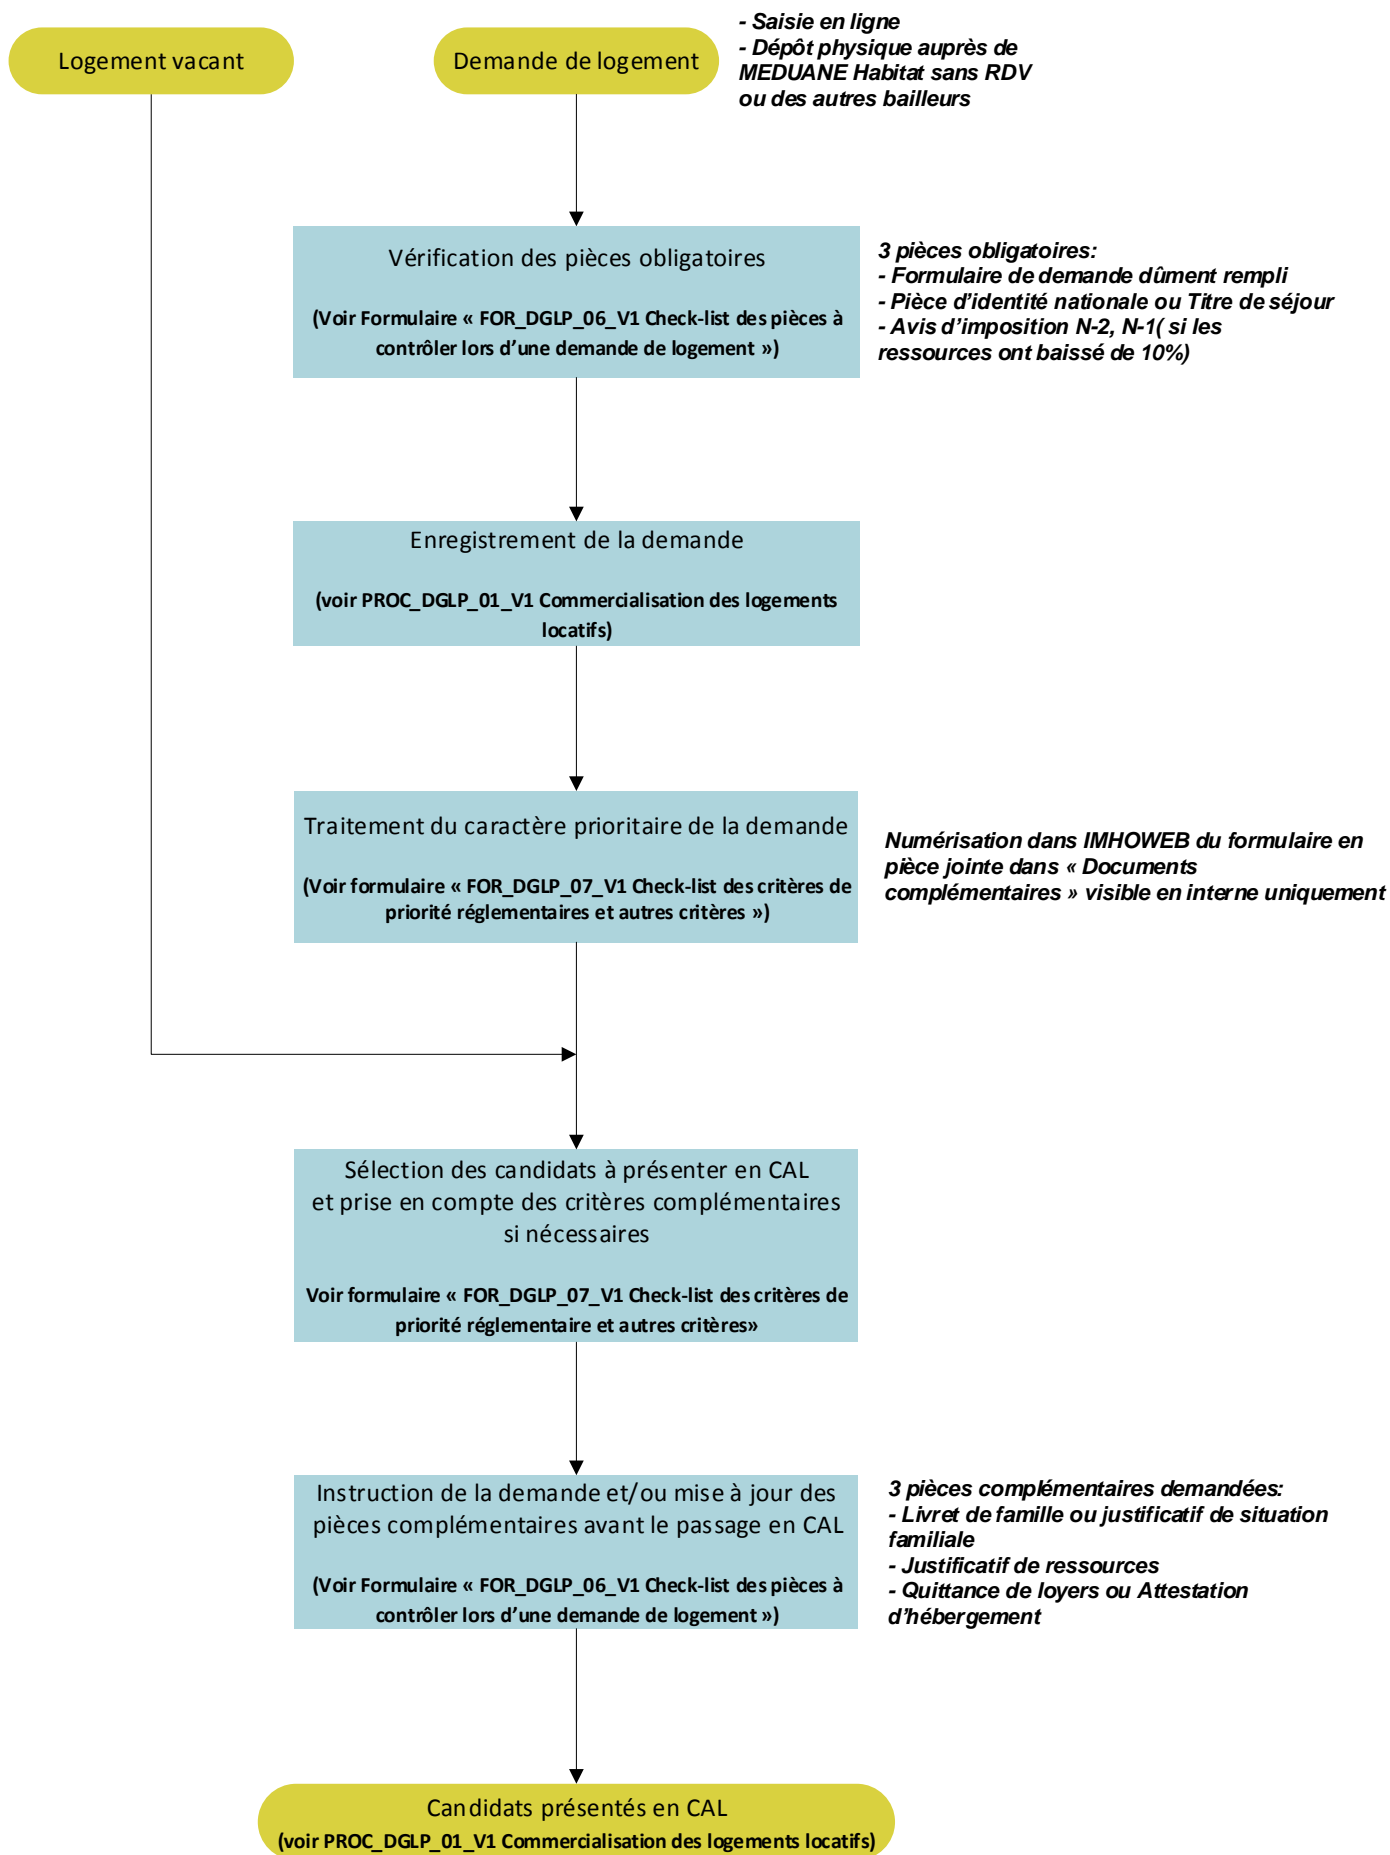 Logement vacant
Demande de logement
- Saisie en ligne
- Dépôt physique auprès de
MEDUANE Habitat sans RDV
ou des autres bailleurs
Vérification des pièces obligatoires
(Voir Formulaire « FOR_DGLP_06_V1 Check-list des pièces à
contrôler lors d’une demande de logement »)
3 pièces obligatoires:
- Formulaire de demande dûment rempli
- Pièce d’identité nationale ou Titre de séjour
- Avis d’imposition N-2, N-1( si les
ressources ont baissé de 10%)
Enregistrement de la demande
(voir PROC_DGLP_01_V1 Commercialisation des logements
locatifs)
Traitement du caractère prioritaire de la demande
(Voir formulaire « FOR_DGLP_07_V1 Check-list des critères de
priorité réglementaires et autres critères »)
Numérisation dans IMHOWEB du formulaire en
pièce jointe dans « Documents
complémentaires » visible en interne uniquement
Sélection des candidats à présenter en CAL
et prise en compte des critères complémentaires
si nécessaires
Voir formulaire « FOR_DGLP_07_V1 Check-list des critères de
priorité réglementaire et autres critères»
Instruction de la demande et/ou mise à jour des
pièces complémentaires avant le passage en CAL
(Voir Formulaire « FOR_DGLP_06_V1 Check-list des pièces à
contrôler lors d’une demande de logement »)
3 pièces complémentaires demandées:
- Livret de famille ou justificatif de situation
familiale
- Justificatif de ressources
- Quittance de loyers ou Attestation
d’hébergement
Candidats présentés en CAL
(voir PROC_DGLP_01_V1 Commercialisation des logements locatifs)